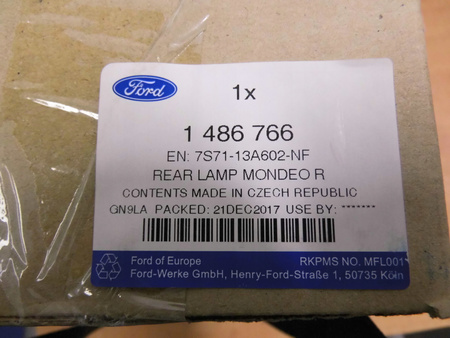 Ford
1x
1 486 766
EN: 7S71-13A602-NF
REAR LAMP MONDEO R
CONTENTS MADE IN CZECH REPUBLIC
GN9LA PACKED: 21DEC2017 USE BY: *******
Ford of Europe RKPMS NO. MFL001
Ford-Werke GmbH, Henry-Ford-Straße 1, 50735 Köln